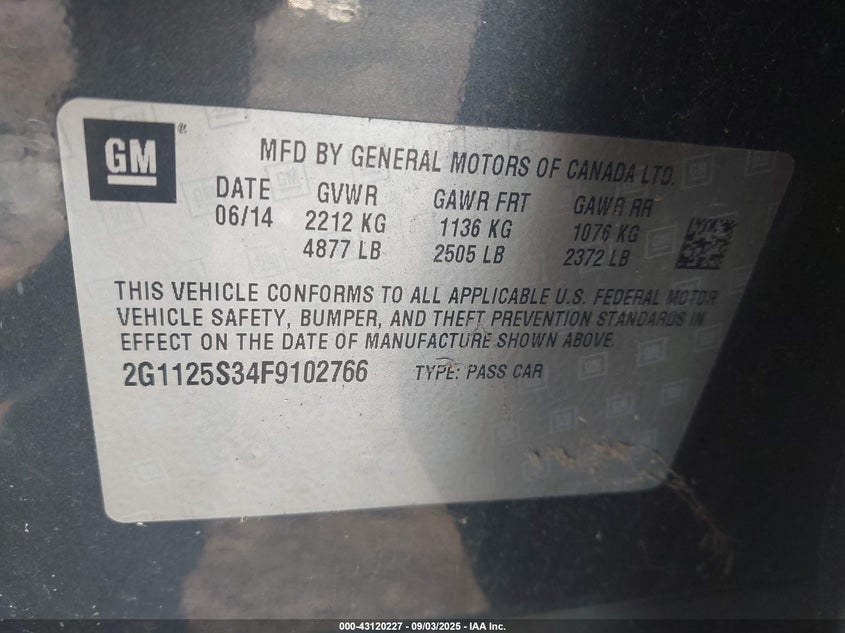 GM ®
MFD BY GENERAL MOTORS OF CANADA LTD.
DATE GVWR GAWR FRT GAWR RR
06/14 2212 KG 1136 KG 1076 KG
4877 LB 2505 LB 2372 LB
THIS VEHICLE CONFORMS TO ALL APPLICABLE U.S. FEDERAL MOTOR
VEHICLE SAFETY, BUMPER, AND THEFT PREVENTION STANDARDS IN
EFFECT ON THE DATE OF MANUFACTURE SHOWN ABOVE.
2G1125S34F9102766 TYPE: PASS CAR
000-43120227 - 09/03/2025 - IAA Inc.